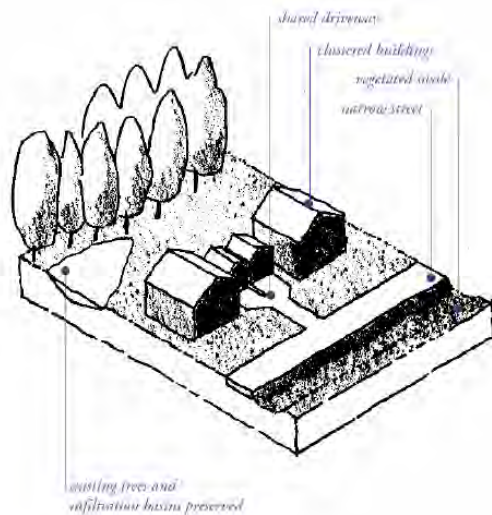 shared driveway
clustered buildings
vegetated swale
narrow street
existing trees and
infiltration basins preserved